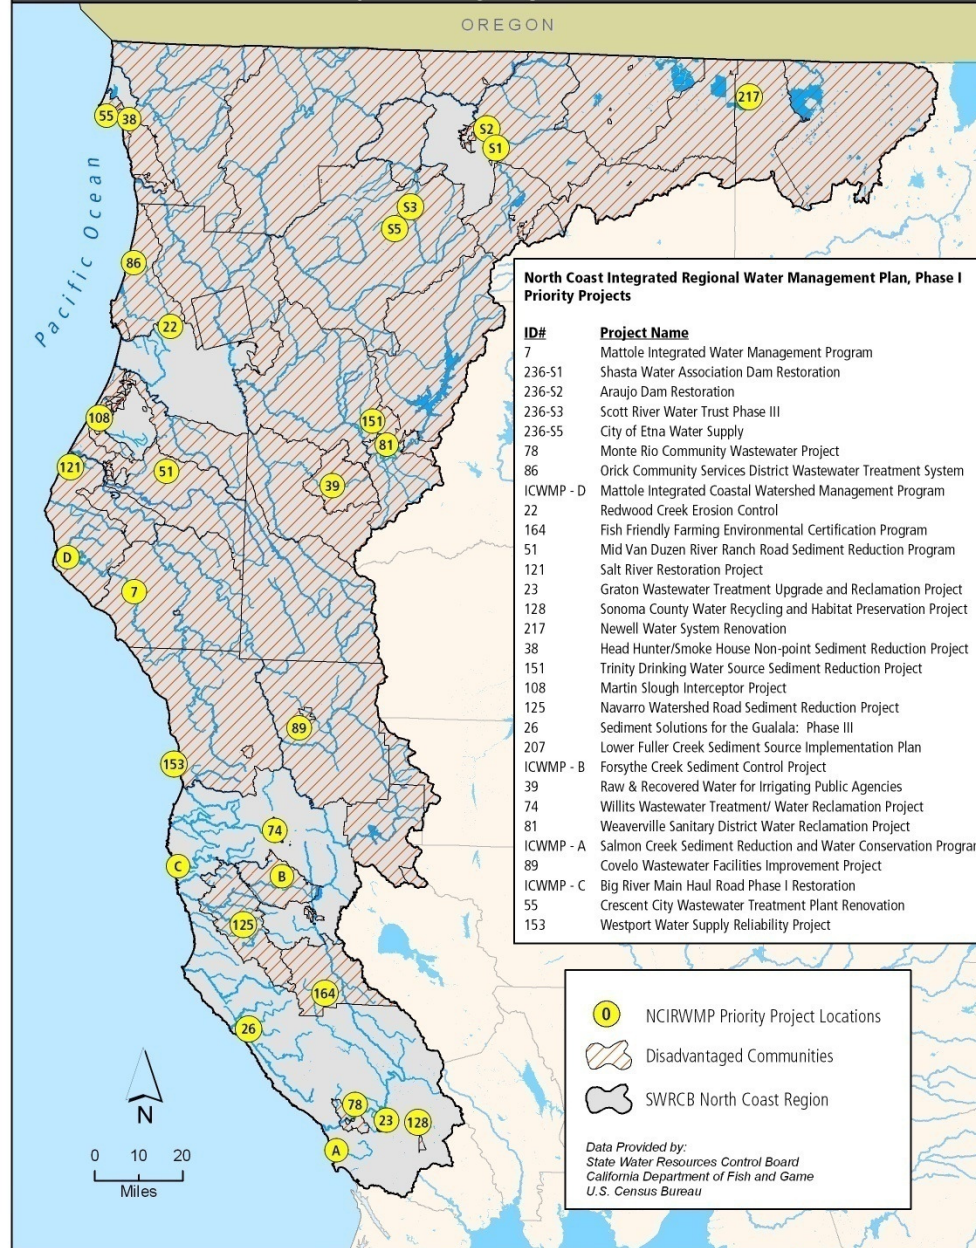 OREGON
217
55
38
S2
S1
Pacific Ocean
S3
S5
86
22
108
151
81
121
51
39
D
7
89
153
74
C
B
125
164
26
78
23
128
A
N
0 10 20
Miles
North Coast Integrated Regional Water Management Plan, Phase I
Priority Projects
ID# Project Name
7 Mattole Integrated Water Management Program
236-S1 Shasta Water Association Dam Restoration
236-S2 Araujo Dam Restoration
236-S3 Scott River Water Trust Phase III
236-S5 City of Etna Water Supply
78 Monte Rio Community Wastewater Project
86 Orick Community Services District Wastewater Treatment System
ICWMP - D Mattole Integrated Coastal Watershed Management Program
22 Redwood Creek Erosion Control
164 Fish Friendly Farming Environmental Certification Program
51 Mid Van Duzen River Ranch Road Sediment Reduction Program
121 Salt River Restoration Project
23 Graton Wastewater Treatment Upgrade and Reclamation Project
128 Sonoma County Water Recycling and Habitat Preservation Project
217 Newell Water System Renovation
38 Head Hunter/Smoke House Non-point Sediment Reduction Project
151 Trinity Drinking Water Source Sediment Reduction Project
108 Martin Slough Interceptor Project
125 Navarro Watershed Road Sediment Reduction Project
26 Sediment Solutions for the Gualala: Phase III
207 Lower Fuller Creek Sediment Source Implementation Plan
ICWMP - B Forsythe Creek Sediment Control Project
39 Raw & Recovered Water for Irrigating Public Agencies
74 Willits Wastewater Treatment/ Water Reclamation Project
81 Weaverville Sanitary District Water Reclamation Project
ICWMP - A Salmon Creek Sediment Reduction and Water Conservation Program
89 Covelo Wastewater Facilities Improvement Project
ICWMP - C Big River Main Haul Road Phase I Restoration
55 Crescent City Wastewater Treatment Plant Renovation
153 Westport Water Supply Reliability Project
0 NCIRWMP Priority Project Locations
Disadvantaged Communities
SWRCB North Coast Region
Data Provided by:
State Water Resources Control Board
California Department of Fish and Game
U.S. Census Bureau